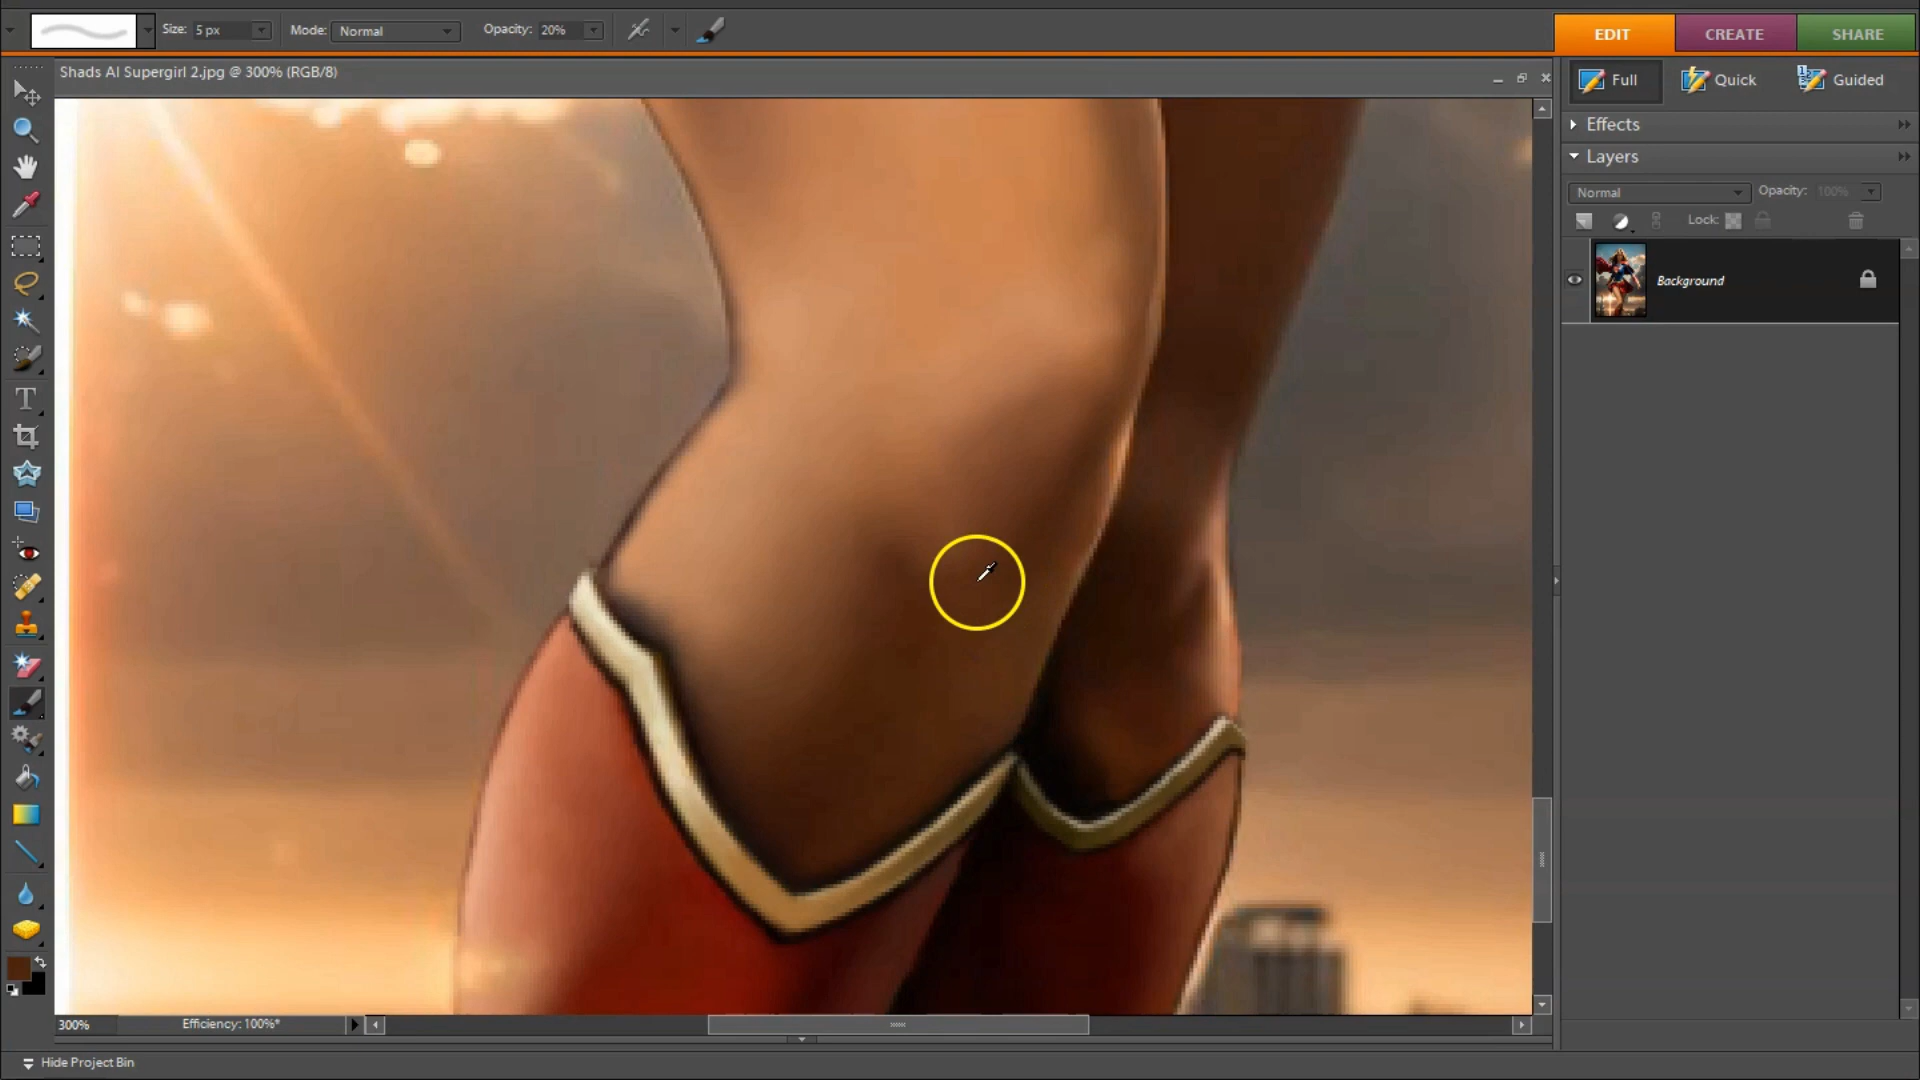 Size: 5 px Mode: Normal Opacity: 20%
EDIT CREATE SHARE
Shads AI Supergirl 2.jpg @ 300% (RGB/8)
Full Quick Guided
Effects
Layers
Normal Opacity: 100%
Lock:
Background
T
300% Efficiency: 100%*
Hide Project Bin